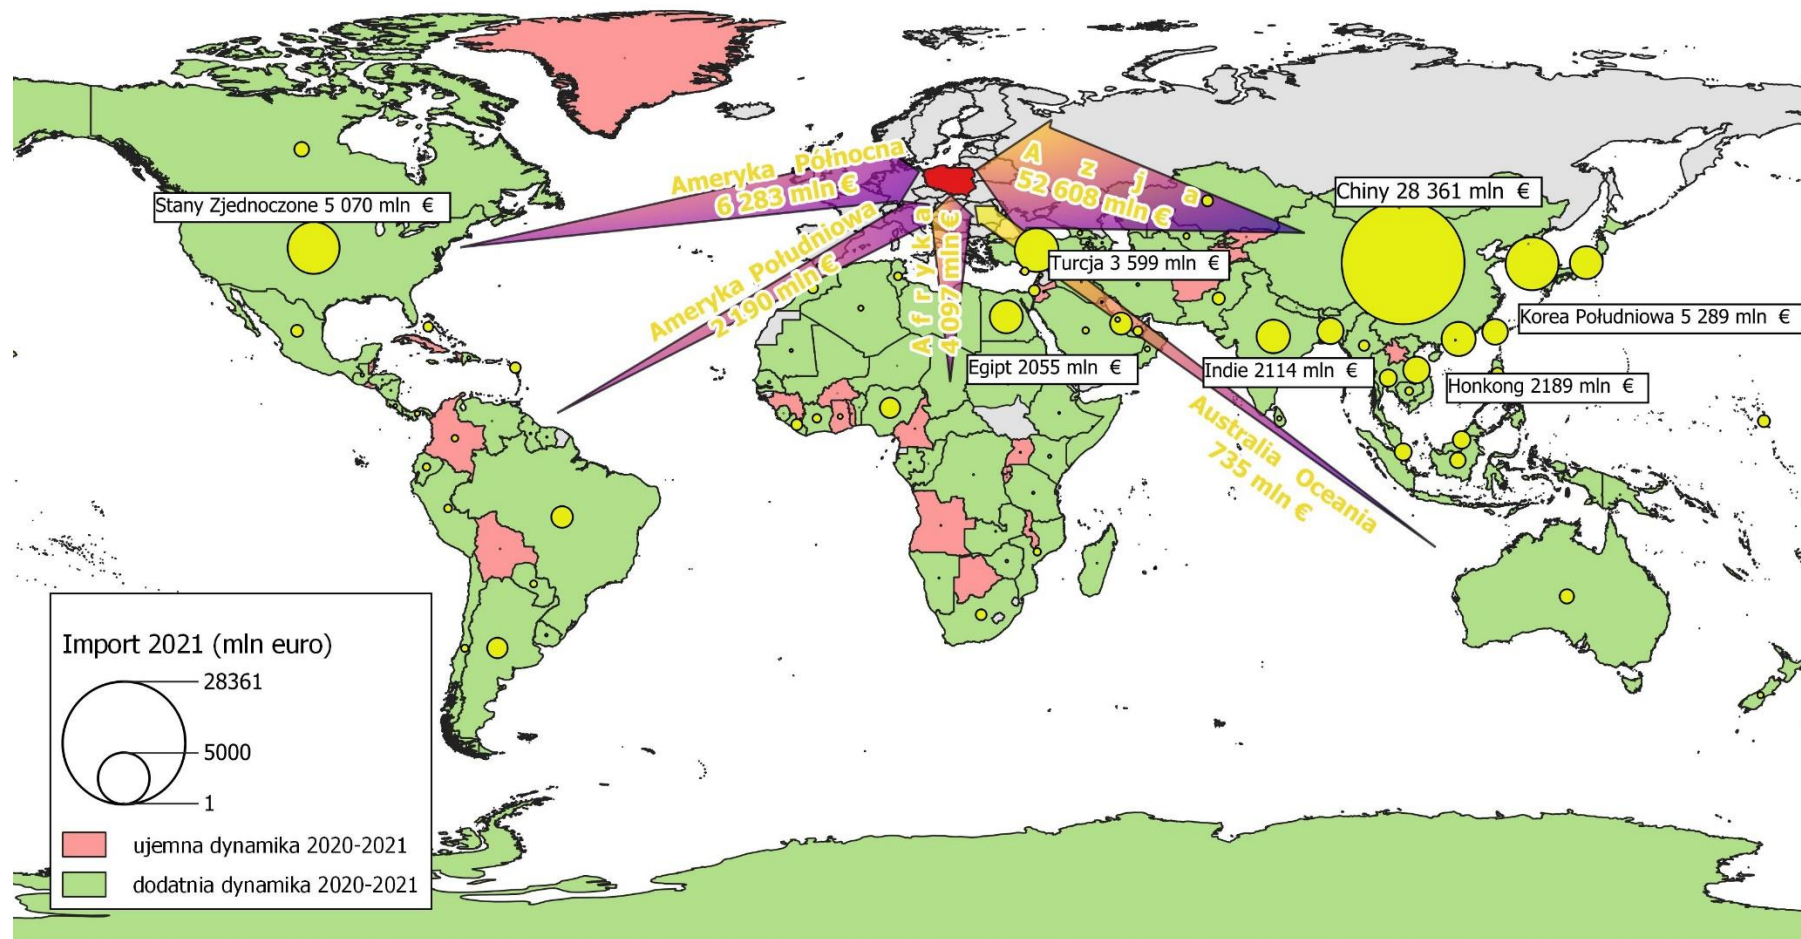 Ameryka Północna
6 283 mln €
Stany Zjednoczone 5 070 mln €
Azja
52 608 mln €
Chiny 28 361 mln €
Ameryka Południowa
2 190 mln €
Afryka
4 097 mln €
Turcja 3 599 mln €
Korea Południowa 5 289 mln €
Egipt 2055 mln €
Indie 2114 mln €
Honkong 2189 mln €
Australia Oceania
735 mln €
Import 2021 (mln euro)
28361
5000
1
ujemna dynamika 2020-2021
dodatnia dynamika 2020-2021